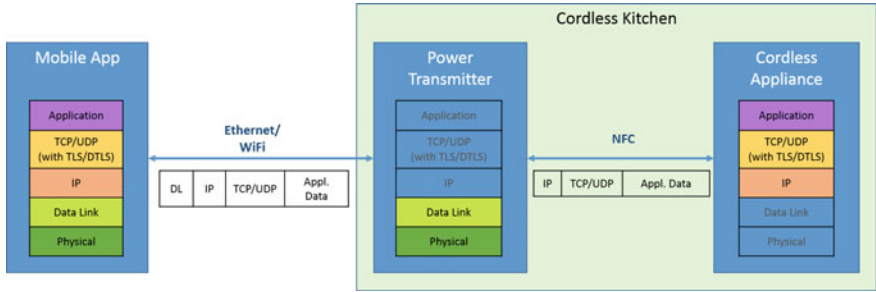 Cordless Kitchen
Mobile App
Application
TCP/UDP
(with TLS/DTLS)
IP
Data Link
Physical
Ethernet/
WiFi
DL IP TCP/UDP Appl.
Data
Power
Transmitter
Application
TCP/UDP
(with TLS/DTLS)
IP
Data Link
Physical
NFC
IP TCP/UDP Appl. Data
Cordless
Appliance
Application
TCP/UDP
(with TLS/DTLS)
IP
Data Link
Physical